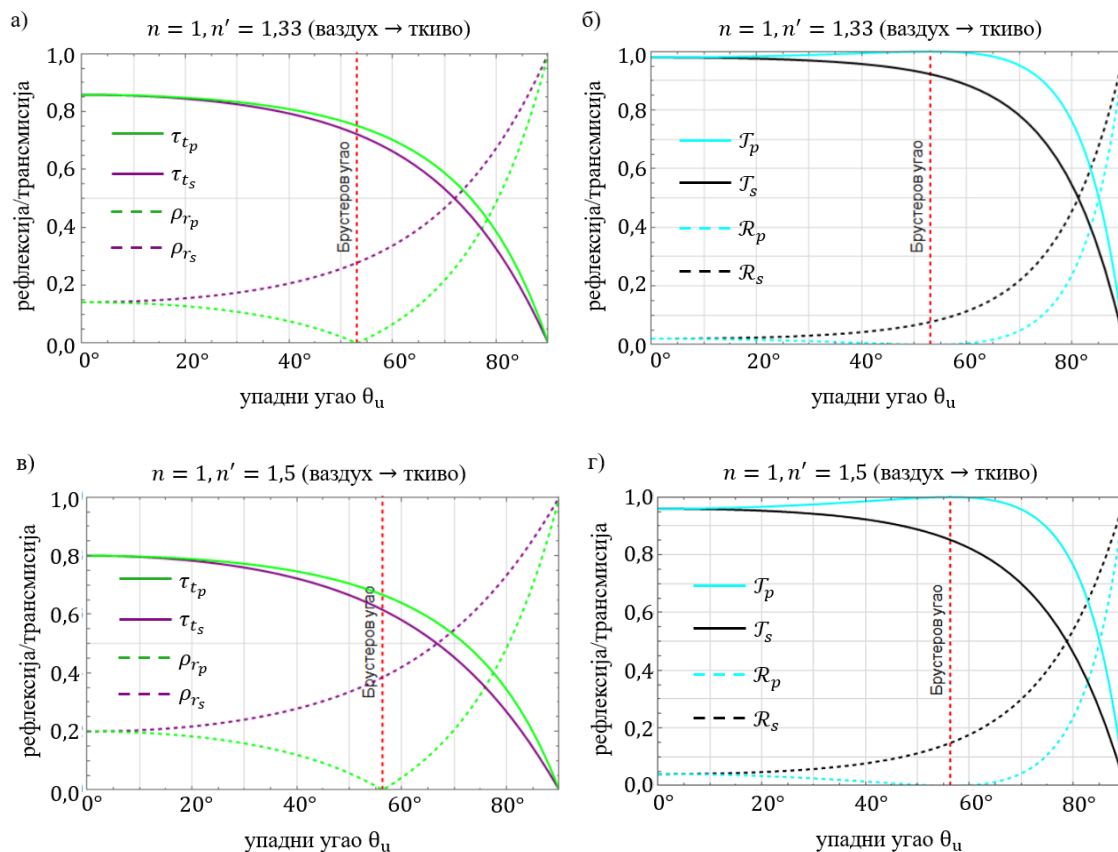 а)
n = 1, n′ = 1,33 (ваздух → ткиво)
рефлексија/трансмисија
1,0
0,8
0,6
0,4
0,2
0,0
τ_{t_p}
τ_{t_s}
ρ_{r_p}
ρ_{r_s}
Брустеров угао
0° 40° 60° 80°
упадни угао θ_u
б)
n = 1, n′ = 1,33 (ваздух → ткиво)
рефлексија/трансмисија
1,0
0,8
0,6
0,4
0,2
0,0
𝒯_p
𝒯_s
ℛ_p
ℛ_s
Брустеров угао
0° 20° 40° 60° 80°
упадни угао θ_u
в)
n = 1, n′ = 1,5 (ваздух → ткиво)
рефлексија/трансмисија
1,0
0,8
0,6
0,4
0,2
0,0
τ_{t_p}
τ_{t_s}
ρ_{r_p}
ρ_{r_s}
Брустеров угао
0° 20° 40° 60° 80°
упадни угао θ_u
г)
n = 1, n′ = 1,5 (ваздух → ткиво)
рефлексија/трансмисија
1,0
0,8
0,6
0,4
0,2
0,0
𝒯_p
𝒯_s
ℛ_p
ℛ_s
Брустеров угао
0° 20° 40° 60° 80°
упадни угао θ_u